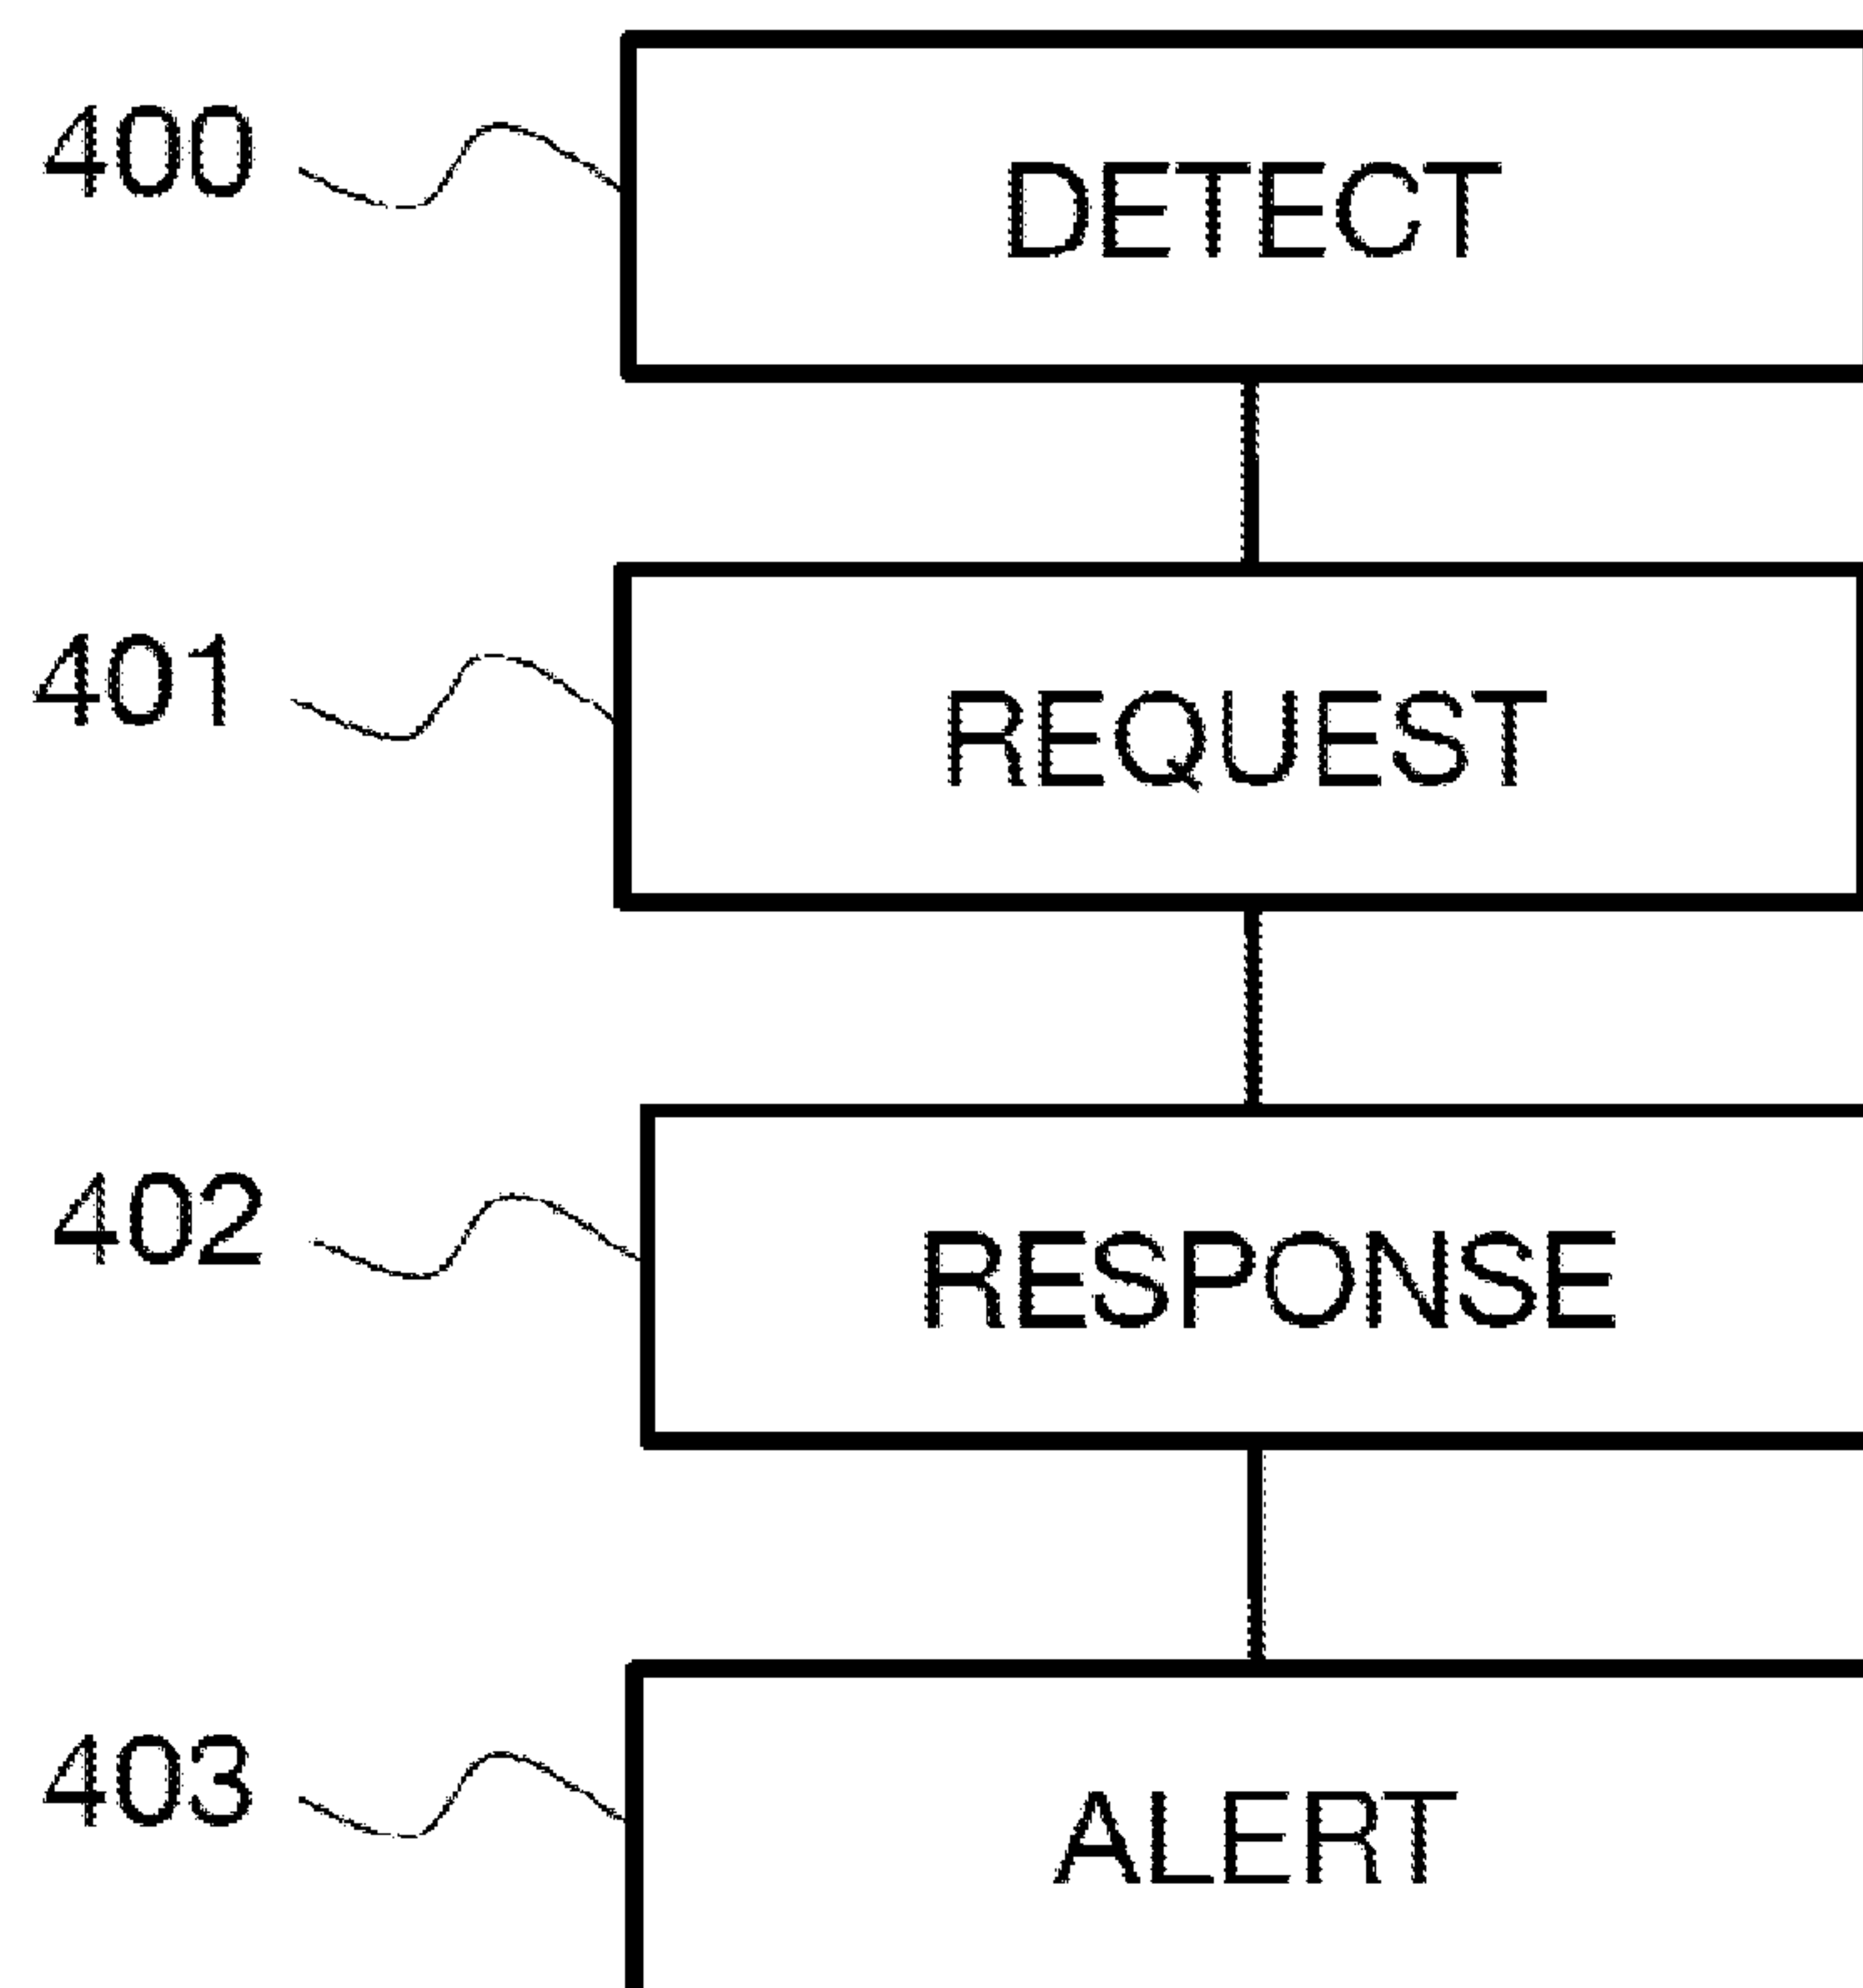 400
DETECT
401
REQUEST
402
RESPONSE
403
ALERT